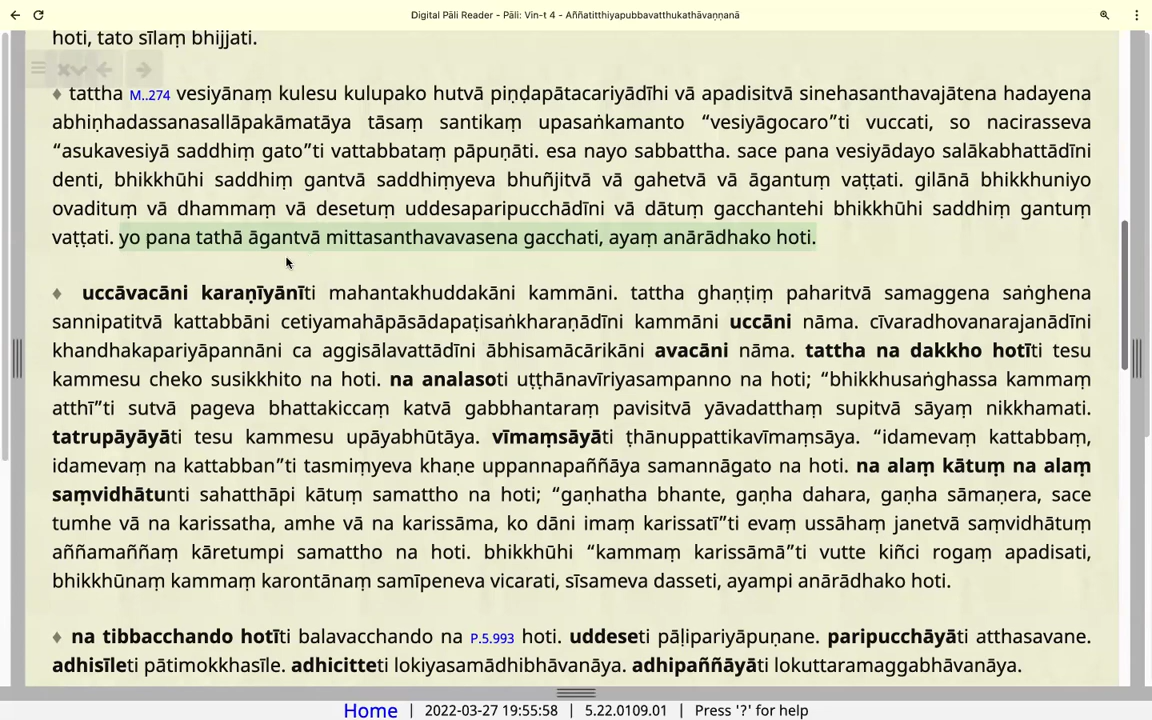 Digital Pāli Reader - Pāli: Vin-t 4 - Aññatitthiyapubbavatthukathāvaṇṇanā
hoti, tato sīlaṃ bhijjati.
♦ tattha M..274 vesiyānaṃ kulesu kulupako hutvā piṇḍapātacariyādīhi vā apadisitvā sinehasanthavajātena hadayena
abhiṇhadassanasallāpakāmatāya tāsaṃ santikaṃ upasaṅkamanto “vesiyāgocaro”ti vuccati, so nacirasseva
“asukavesiyā saddhiṃ gato”ti vattabbataṃ pāpuṇāti. esa nayo sabbattha. sace pana vesiyādayo salākabhattādīni
denti, bhikkhūhi saddhiṃ gantvā saddhiṃyeva bhuñjitvā vā gahetvā vā āgantuṃ vaṭṭati. gilānā bhikkhuniyo
ovadituṃ vā dhammaṃ vā desetuṃ uddesaparipucchādīni vā dātuṃ gacchantehi bhikkhūhi saddhiṃ gantuṃ
vaṭṭati. yo pana tathā āgantvā mittasanthavavasena gacchati, ayaṃ anārādhako hoti.
♦ uccāvacāni karaṇīyānīti mahantakhuddakāni kammāni. tattha ghaṇṭiṃ paharitvā samaggena saṅghena
sannipatitvā kattabbāni cetiyamahāpāsādapaṭisaṅkharaṇādīni kammāni uccāni nāma. cīvaradhovanarajanādīni
khandhakapariyāpannāni ca aggisālavattādīni ābhisamācārikāni avacāni nāma. tattha na dakkho hotīti tesu
kammesu cheko susikkhito na hoti. na analasoti uṭṭhānavīriyasampanno na hoti; “bhikkhusaṅghassa kammaṃ
atthī”ti sutvā pageva bhattakiccaṃ katvā gabbhantaraṃ pavisitvā yāvadatthaṃ supitvā sāyaṃ nikkhamati.
tatrupāyāyāti tesu kammesu upāyabhūtāya. vīmaṃsāyāti ṭhānuppattikavīmaṃsāya. “idamevaṃ kattabbaṃ,
idamevaṃ na kattabban”ti tasmiṃyeva khaṇe uppannapaññāya samannāgato na hoti. na alaṃ kātuṃ na alaṃ
saṃvidhātunti sahatthāpi kātuṃ samattho na hoti; “gaṇhatha bhante, gaṇha dahara, gaṇha sāmaṇera, sace
tumhe vā na karissatha, amhe vā na karissāma, ko dāni imaṃ karissatī”ti evaṃ ussāhaṃ janetvā saṃvidhātuṃ
aññamaññaṃ kāretumpi samattho na hoti. bhikkhūhi “kammaṃ karissāmā”ti vutte kiñci rogaṃ apadisati,
bhikkhūnaṃ kammaṃ karontānaṃ samīpeneva vicarati, sīsameva dasseti, ayampi anārādhako hoti.
♦ na tibbacchando hotīti balavacchando na P.5.993 hoti. uddeseti pāḷipariyāpuṇane. paripucchāyāti atthasavane.
adhisīleti pātimokkhasīle. adhicitteti lokiyasamādhibhāvanāya. adhipaññāyāti lokuttaramaggabhāvanāya.
Home | 2022-03-27 19:55:58 | 5.22.0109.01 | Press '?' for help